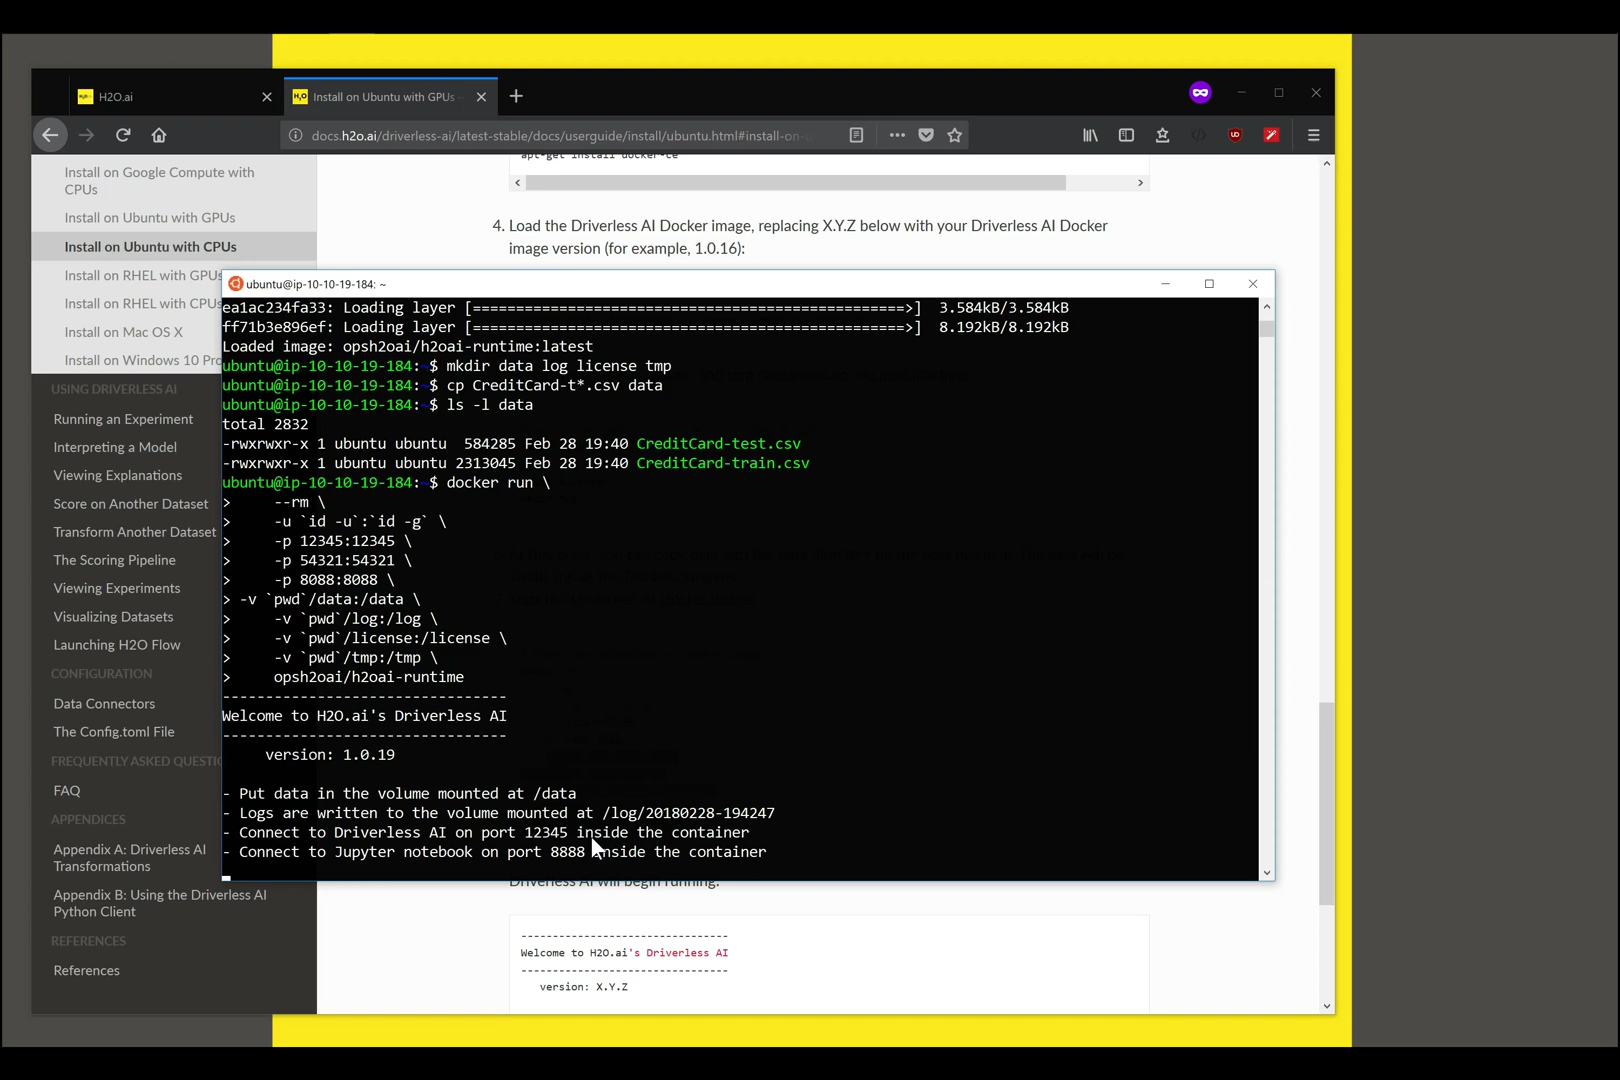 H2O.ai
Install on Ubuntu with GPUs
docs.h2o.ai/driverless-ai/latest-stable/docs/userguide/install/ubuntu.html#install-on-
apt-get install docker-ce
Install on Google Compute with
CPUs
Install on Ubuntu with GPUs
Install on Ubuntu with CPUs
Install on RHEL with GPUs
Install on RHEL with CPUs
Install on Mac OS X
Install on Windows 10 Pro
USING DRIVERLESS AI
Running an Experiment
Interpreting a Model
Viewing Explanations
Score on Another Dataset
Transform Another Dataset
The Scoring Pipeline
Viewing Experiments
Visualizing Datasets
Launching H2O Flow
CONFIGURATION
Data Connectors
The Config.toml File
FREQUENTLY ASKED QUESTIO
FAQ
APPENDICES
Appendix A: Driverless AI
Transformations
Appendix B: Using the Driverless AI
Python Client
REFERENCES
References
4. Load the Driverless AI Docker image, replacing X.Y.Z below with your Driverless AI Docker
image version (for example, 1.0.16):
ubuntu@ip-10-10-19-184: ~
ea1ac234fa33: Loading layer [==================================================>]  3.584kB/3.584kB
ff71b3e896ef: Loading layer [==================================================>]  8.192kB/8.192kB
Loaded image: opsh2oai/h2oai-runtime:latest
ubuntu@ip-10-10-19-184:~$ mkdir data log license tmp
ubuntu@ip-10-10-19-184:~$ cp CreditCard-t*.csv data
ubuntu@ip-10-10-19-184:~$ ls -l data
total 2832
-rwxrwxr-x 1 ubuntu ubuntu  584285 Feb 28 19:40 CreditCard-test.csv
-rwxrwxr-x 1 ubuntu ubuntu 2313045 Feb 28 19:40 CreditCard-train.csv
ubuntu@ip-10-10-19-184:~$ docker run \
>     --rm \
>     -u `id -u`:`id -g` \
>     -p 12345:12345 \
>     -p 54321:54321 \
>     -p 8088:8088 \
> -v `pwd`/data:/data \
>     -v `pwd`/log:/log \
>     -v `pwd`/license:/license \
>     -v `pwd`/tmp:/tmp \
>     opsh2oai/h2oai-runtime
---------------------------------
Welcome to H2O.ai's Driverless AI
---------------------------------
version: 1.0.19
- Put data in the volume mounted at /data
- Logs are written to the volume mounted at /log/20180228-194247
- Connect to Driverless AI on port 12345 inside the container
- Connect to Jupyter notebook on port 8888 inside the container
Driverless AI will begin running.
---------------------------------
Welcome to H2O.ai's Driverless AI
---------------------------------
version: X.Y.Z